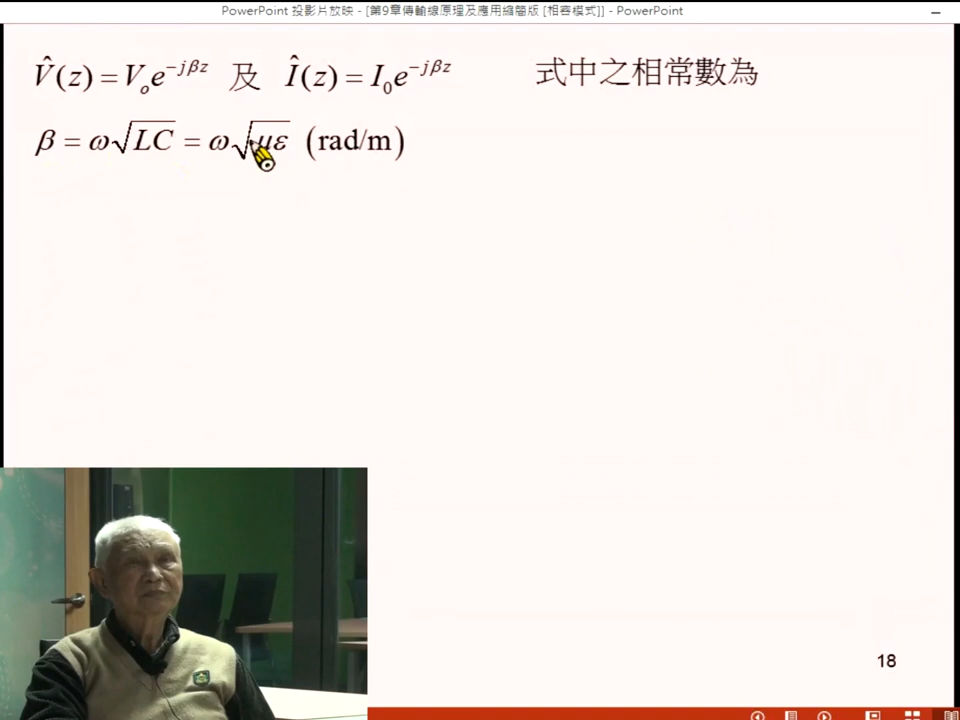 PowerPoint 投影片放映 - [第9章傳輸線原理及應用縮簡版 [相容模式]] - PowerPoint
V̂(z) = Vₒe^{−jβz} 及 Î(z) = I₀e^{−jβz} 式中之相常數為
β = ω√LC = ω√με (rad/m)
18